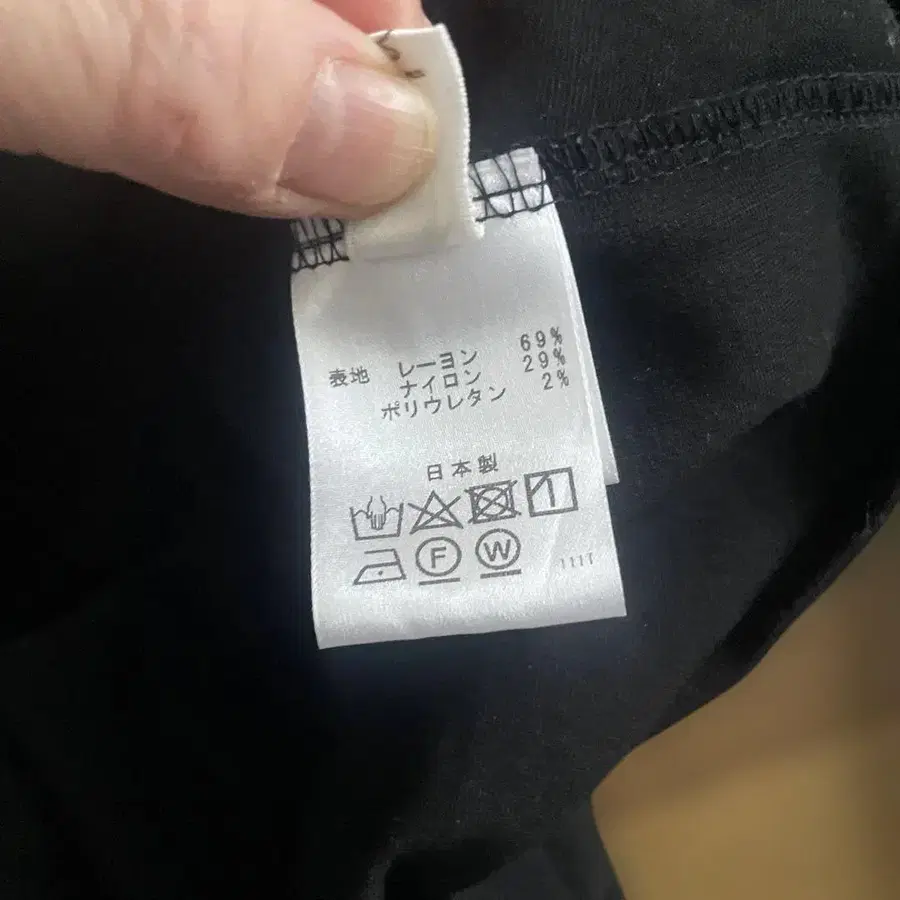 表地 レーヨン 69%
ナイロン 29%
ポリウレタン 2%
日本製
F W